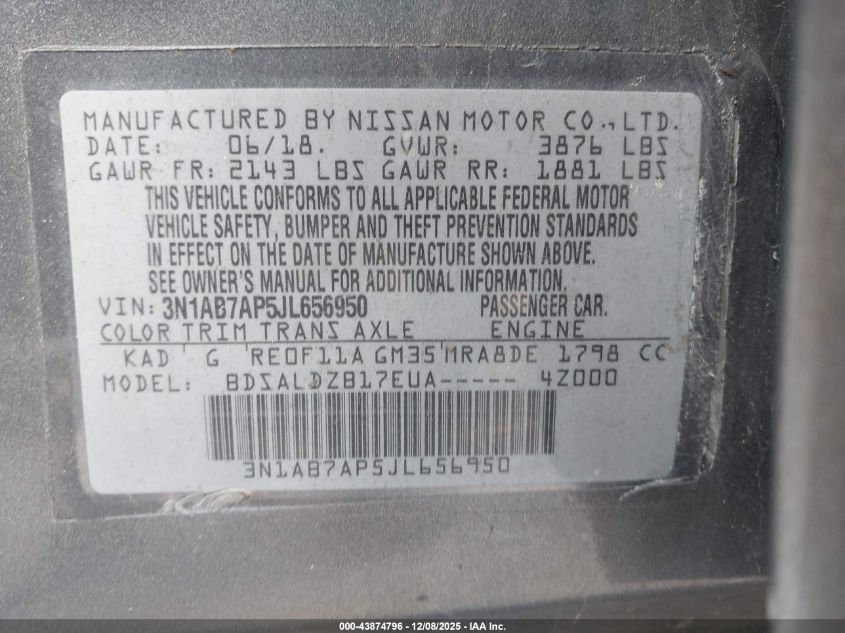 MANUFACTURED BY NISSAN MOTOR CO., LTD.
DATE: 06/18. GVWR: 3876 LBS
GAWR FR: 2143 LBS GAWR RR: 1881 LBS
THIS VEHICLE CONFORMS TO ALL APPLICABLE FEDERAL MOTOR
VEHICLE SAFETY, BUMPER AND THEFT PREVENTION STANDARDS
IN EFFECT ON THE DATE OF MANUFACTURE SHOWN ABOVE.
SEE OWNER'S MANUAL FOR ADDITIONAL INFORMATION.
VIN: 3N1AB7AP5JL656950 PASSENGER CAR.
COLOR TRIM TRANS AXLE ENGINE
KAD G RE0F11A GM35 MRA8DE 1798 CC
MODEL: BDSALDZB17EUA----- 4Z000
3N1AB7AP5JL656950
000-43874796 - 12/08/2025 - IAA Inc.